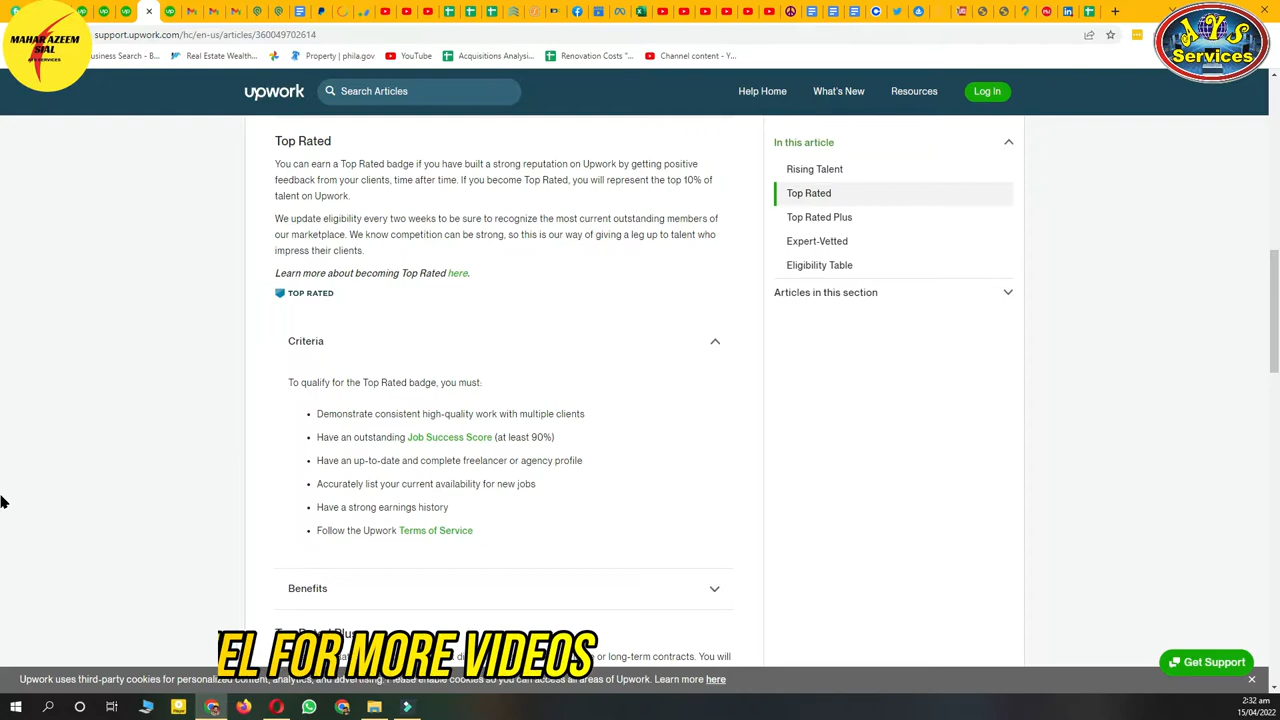 support.upwork.com/hc/en-us/articles/360049702614
Business Search - B...
Real Estate Wealth...
Property | phila.gov
YouTube
Acquisitions Analysi...
Renovation Costs "...
Channel content - Y...
MAHAR AZEEM
SIAL
AYS
Services
upwork
Search Articles
Help Home
What's New
Resources
Log In
Top Rated
You can earn a Top Rated badge if you have built a strong reputation on Upwork by getting positive
feedback from your clients, time after time. If you become Top Rated, you will represent the top 10% of
talent on Upwork.
We update eligibility every two weeks to be sure to recognize the most current outstanding members of
our marketplace. We know competition can be strong, so this is our way of giving a leg up to talent who
impress their clients.
Learn more about becoming Top Rated here.
TOP RATED
Criteria
To qualify for the Top Rated badge, you must:
• Demonstrate consistent high-quality work with multiple clients
• Have an outstanding Job Success Score (at least 90%)
• Have an up-to-date and complete freelancer or agency profile
• Accurately list your current availability for new jobs
• Have a strong earnings history
• Follow the Upwork Terms of Service
Benefits
In this article
Rising Talent
Top Rated
Top Rated Plus
Expert-Vetted
Eligibility Table
Articles in this section
EL FOR MORE VIDEOS
e or long-term contracts. You will
Get Support
Upwork uses third-party cookies for personalized content, analytics, and advertising. Please enable cookies so you can access all areas of Upwork. Learn more here
2:32 am
15/04/2022